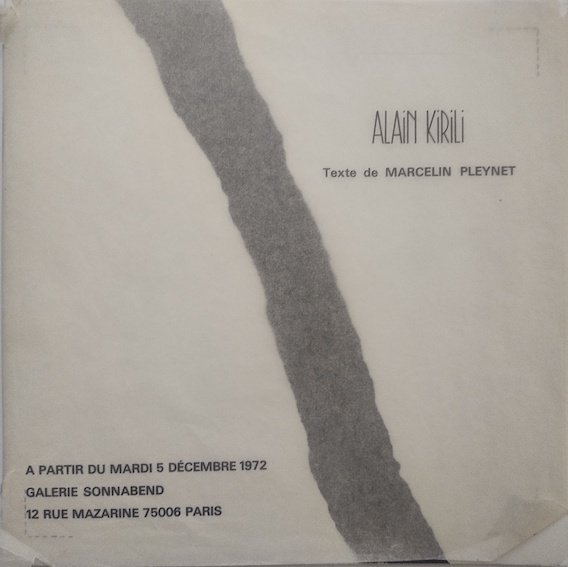 ALAiN KiRiLi
Texte de MARCELIN PLEYNET
A PARTIR DU MARDI 5 DÉCEMBRE 1972
GALERIE SONNABEND
12 RUE MAZARINE 75006 PARIS